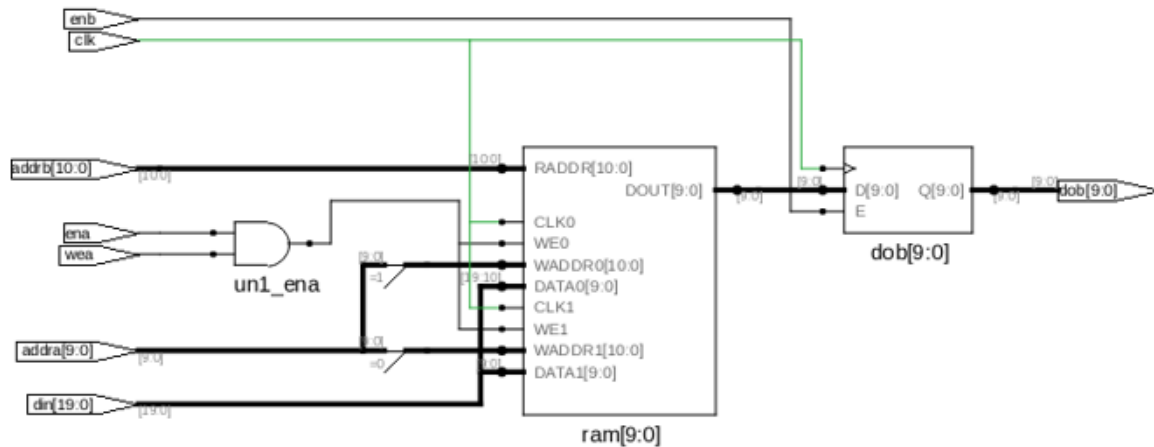 enb
clk
addrb[10:0]
[10:0]
[10:0]
RADDR[10:0]
DOUT[9:0]
[9:0]
[9:0]
D[9:0]
Q[9:0]
[9:0]
[9:0]
dob[9:0]
E
dob[9:0]
ena
wea
un1_ena
CLK0
WE0
[9:0]
=1
WADDR0[10:0]
[19:10]
DATA0[9:0]
CLK1
WE1
addra[9:0]
[9:0]
[9:0]
=0
WADDR1[10:0]
[9:0]
DATA1[9:0]
din[19:0]
[19:0]
ram[9:0]